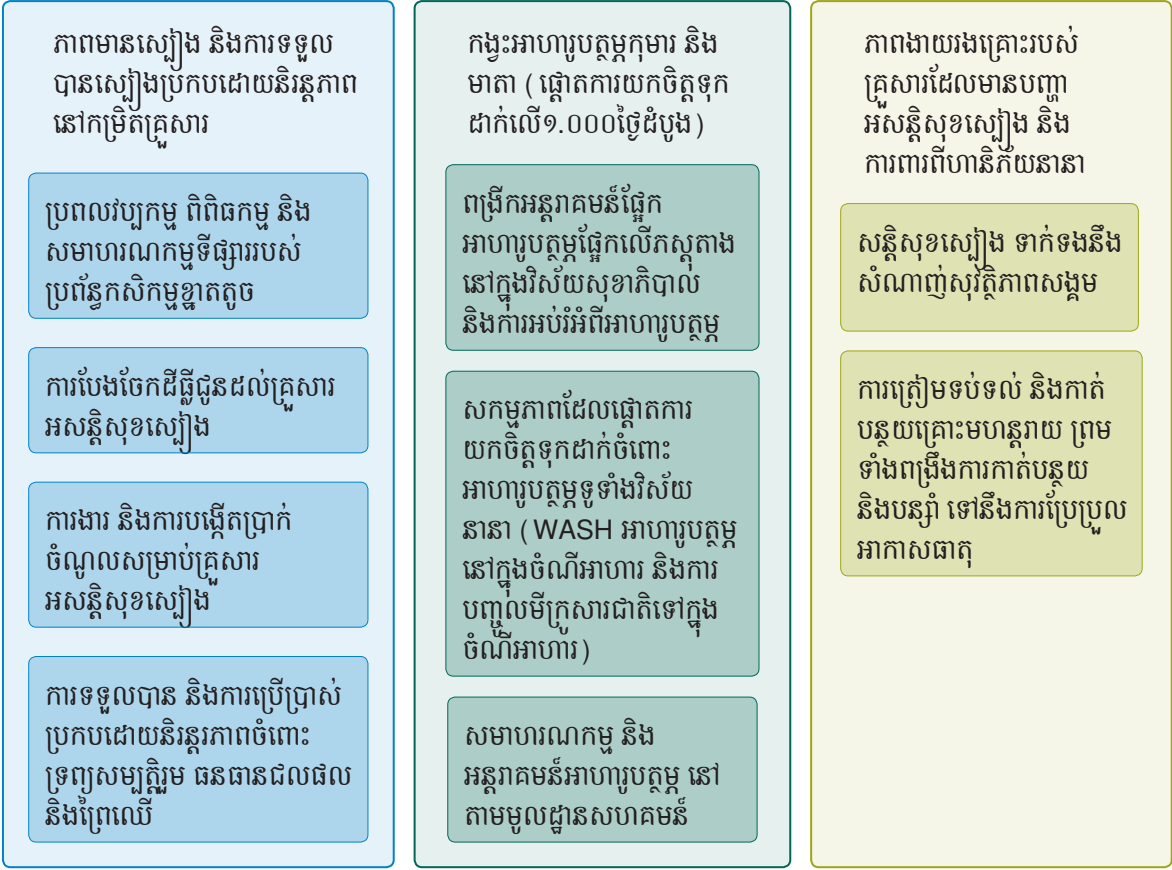 ភាពមានស្បៀង និងការទទួល
បានស្បៀងប្រកបដោយនិរន្តភាព
នៅកម្រិតគ្រួសារ
ប្រពលវប្បកម្ម ពិពិធកម្ម និង
សមាហរណកម្មទីផ្សាររបស់
ប្រព័ន្ធកសិកម្មខ្នាតតូច
ការបែងចែកដីធ្លីជូនដល់គ្រួសារ
អសន្តិសុខស្បៀង
ការងារ និងការបង្កើតប្រាក់
ចំណូលសម្រាប់គ្រួសារ
អសន្តិសុខស្បៀង
ការទទួលបាន និងការប្រើប្រាស់
ប្រកបដោយនិរន្តរភាពចំពោះ
ទ្រព្យសម្បត្តិរួម ធនធានជលផល
និងព្រៃឈើ
កង្វះអាហារូបត្ថម្ភកុមារ និង
មាតា ( ផ្តោតការយកចិត្តទុក
ដាក់លើ១.០០០ថ្ងៃដំបូង )
ពង្រីកអន្តរាគមន៍ផ្អែក
អាហារូបត្ថម្ភផ្អែកលើភស្តុតាង
នៅក្នុងវិស័យសុខាភិបាល
និងការអប់រំអំពីអាហារូបត្ថម្ភ
សកម្មភាពដែលផ្តោតការ
យកចិត្តទុកដាក់ចំពោះ
អាហារូបត្ថម្ភទូទាំងវិស័យ
នានា ( WASH អាហារូបត្ថម្ភ
នៅក្នុងចំណីអាហារ និងការ
បញ្ចូលមីក្រូសារជាតិទៅក្នុង
ចំណីអាហារ )
សមាហរណកម្ម និង
អន្តរាគមន៍អាហារូបត្ថម្ភ នៅ
តាមមូលដ្ឋានសហគមន៍
ភាពងាយរងគ្រោះរបស់
គ្រួសារដែលមានបញ្ហា
អសន្តិសុខស្បៀង និង
ការពារពីហានិភ័យនានា
សន្តិសុខស្បៀង ទាក់ទងនឹង
សំណាញ់សុវត្ថិភាពសង្គម
ការត្រៀមទប់ទល់ និងកាត់
បន្ថយគ្រោះមហន្តរាយ ព្រម
ទាំងពង្រឹងការកាត់បន្ថយ
និងបន្សាំ ទៅនឹងការប្រែប្រួល
អាកាសធាតុ